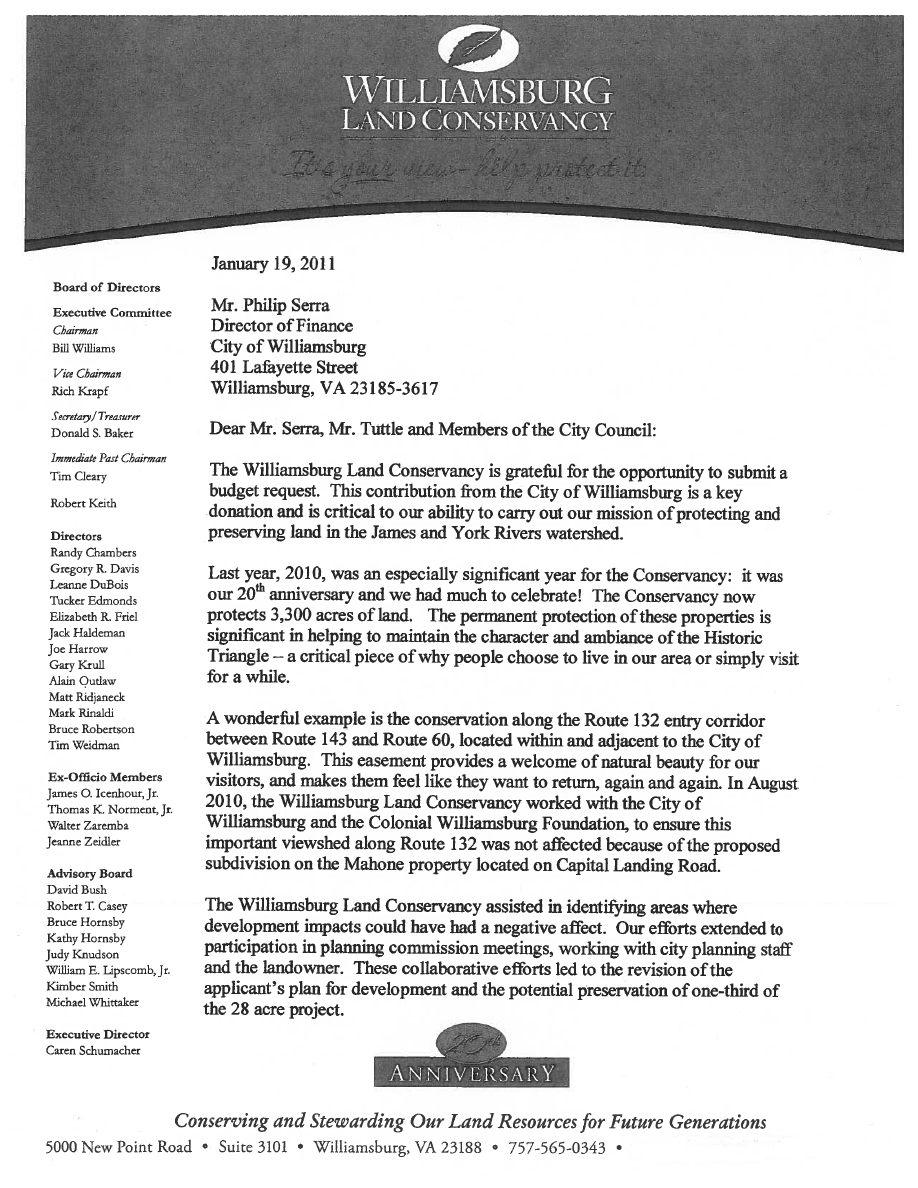 WILLIAMSBURG
LAND CONSERVANCY
It's your view – help protect it.
January 19, 2011
Mr. Philip Serra
Director of Finance
City of Williamsburg
401 Lafayette Street
Williamsburg, VA 23185-3617
Dear Mr. Serra, Mr. Tuttle and Members of the City Council:
The Williamsburg Land Conservancy is grateful for the opportunity to submit a
budget request.  This contribution from the City of Williamsburg is a key
donation and is critical to our ability to carry out our mission of protecting and
preserving land in the James and York Rivers watershed.
Last year, 2010, was an especially significant year for the Conservancy:  it was
our 20th anniversary and we had much to celebrate!  The Conservancy now
protects 3,300 acres of land.   The permanent protection of these properties is
significant in helping to maintain the character and ambiance of the Historic
Triangle – a critical piece of why people choose to live in our area or simply visit
for a while.
A wonderful example is the conservation along the Route 132 entry corridor
between Route 143 and Route 60, located within and adjacent to the City of
Williamsburg.  This easement provides a welcome of natural beauty for our
visitors, and makes them feel like they want to return, again and again. In August
2010, the Williamsburg Land Conservancy worked with the City of
Williamsburg and the Colonial Williamsburg Foundation, to ensure this
important viewshed along Route 132 was not affected because of the proposed
subdivision on the Mahone property located on Capital Landing Road.
The Williamsburg Land Conservancy assisted in identifying areas where
development impacts could have had a negative affect.  Our efforts extended to
participation in planning commission meetings, working with city planning staff
and the landowner.  These collaborative efforts led to the revision of the
applicant's plan for development and the potential preservation of one-third of
the 28 acre project.
Board of Directors
Executive Committee
Chairman
Bill Williams
Vice Chairman
Rich Krapf
Secretary/Treasurer
Donald S. Baker
Immediate Past Chairman
Tim Cleary
Robert Keith
Directors
Randy Chambers
Gregory R. Davis
Leanne DuBois
Tucker Edmonds
Elizabeth R. Friel
Jack Haldeman
Joe Harrow
Gary Krull
Alain Outlaw
Matt Ridjaneck
Mark Rinaldi
Bruce Robertson
Tim Weidman
Ex-Officio Members
James O. Icenhour, Jr.
Thomas K. Norment, Jr.
Walter Zaremba
Jeanne Zeidler
Advisory Board
David Bush
Robert T. Casey
Bruce Hornsby
Kathy Hornsby
Judy Knudson
William E. Lipscomb, Jr.
Kimber Smith
Michael Whittaker
Executive Director
Caren Schumacher
20th
ANNIVERSARY
Conserving and Stewarding Our Land Resources for Future Generations
5000 New Point Road • Suite 3101 • Williamsburg, VA 23188 • 757-565-0343 •